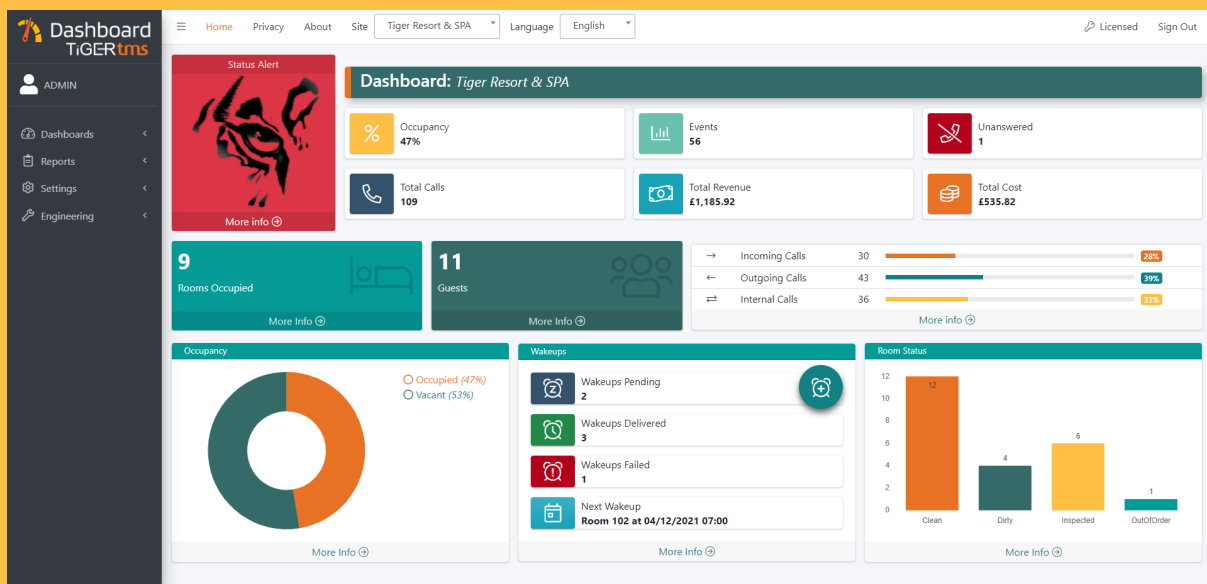 Dashboard
TiGERtms
ADMIN
Dashboards
Reports
Settings
Engineering
Home Privacy About Site Tiger Resort & SPA Language English Licensed Sign Out
Status Alert
More info
Dashboard: Tiger Resort & SPA
Occupancy
47%
Events
56
Unanswered
1
Total Calls
109
Total Revenue
£1,185.92
Total Cost
£535.82
9
Rooms Occupied
More Info
11
Guests
More Info
Incoming Calls 30 28%
Outgoing Calls 43 39%
Internal Calls 36 33%
More info
Occupancy
Occupied (47%)
Vacant (53%)
More Info
Wakeups
Wakeups Pending
2
Wakeups Delivered
3
Wakeups Failed
1
Next Wakeup
Room 102 at 04/12/2021 07:00
More Info
Room Status
12
10
8
6
4
2
0
12
4
6
1
Clean Dirty Inspected OutOfOrder
More Info